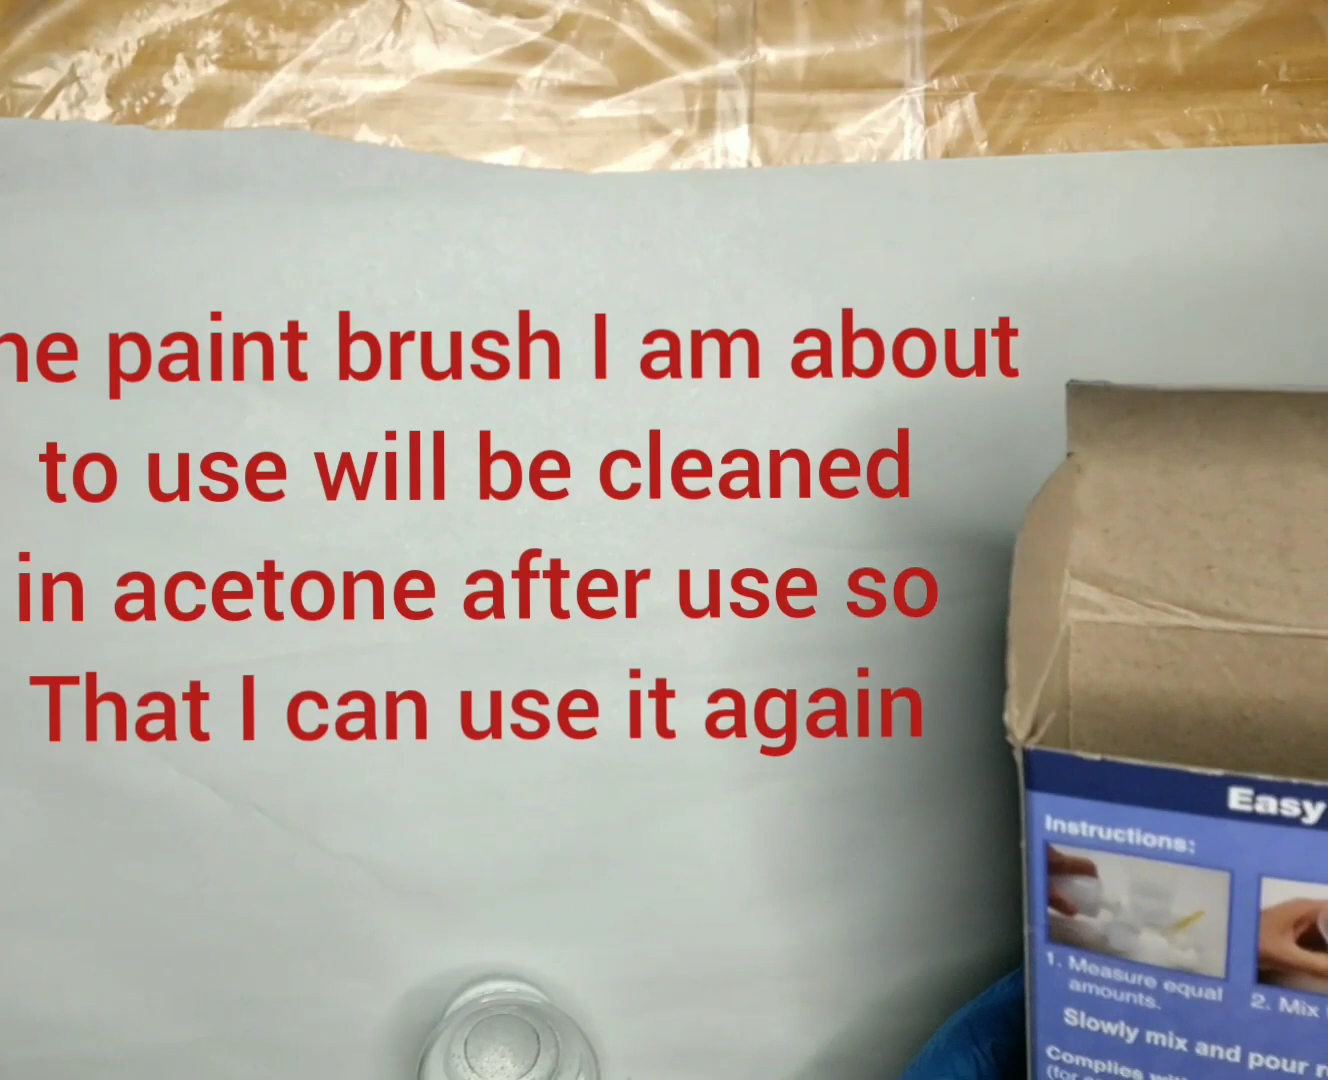 he paint brush I am about
to use will be cleaned
in acetone after use so
That I can use it again
Easy
Instructions:
1. Measure equal
amounts.
2. Mix
Slowly mix and pour
Complies
(for